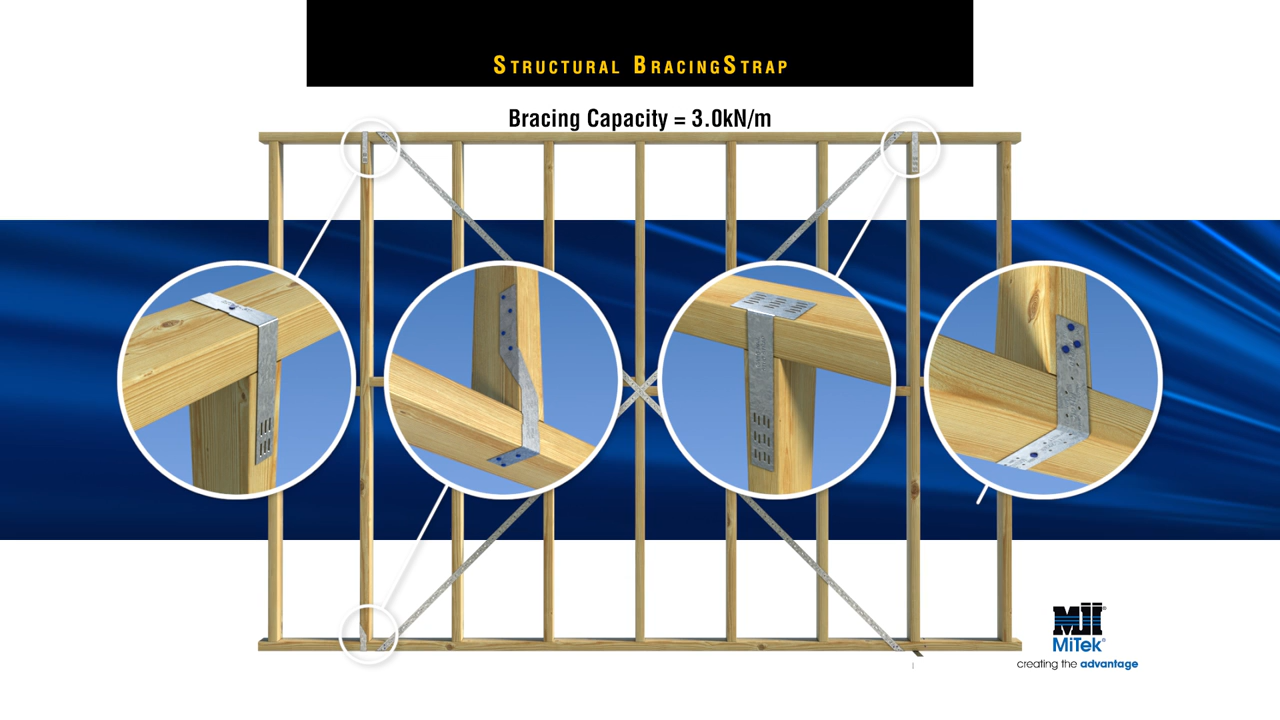 STRUCTURAL BRACINGSTRAP
Bracing Capacity = 3.0kN/m
MiTek®
creating the advantage